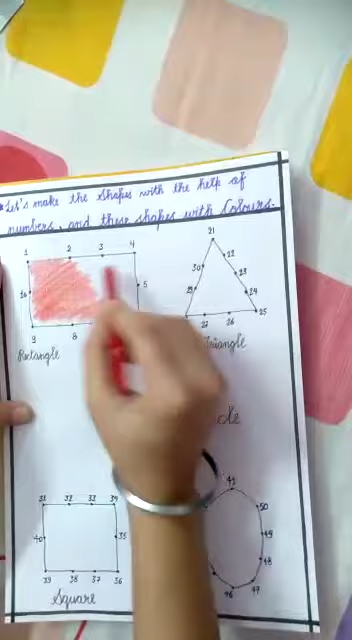 Let's make the Shapes with the help of
numbers, and these shapes with Colours.
1 2 3 4
10 5
9 8
Rectangle
21
30 22
29 23
24
27 26 25
Triangle
cle
31 32 33 34
40 35
39 38 37 36
Square
41
50
49
48
46 47